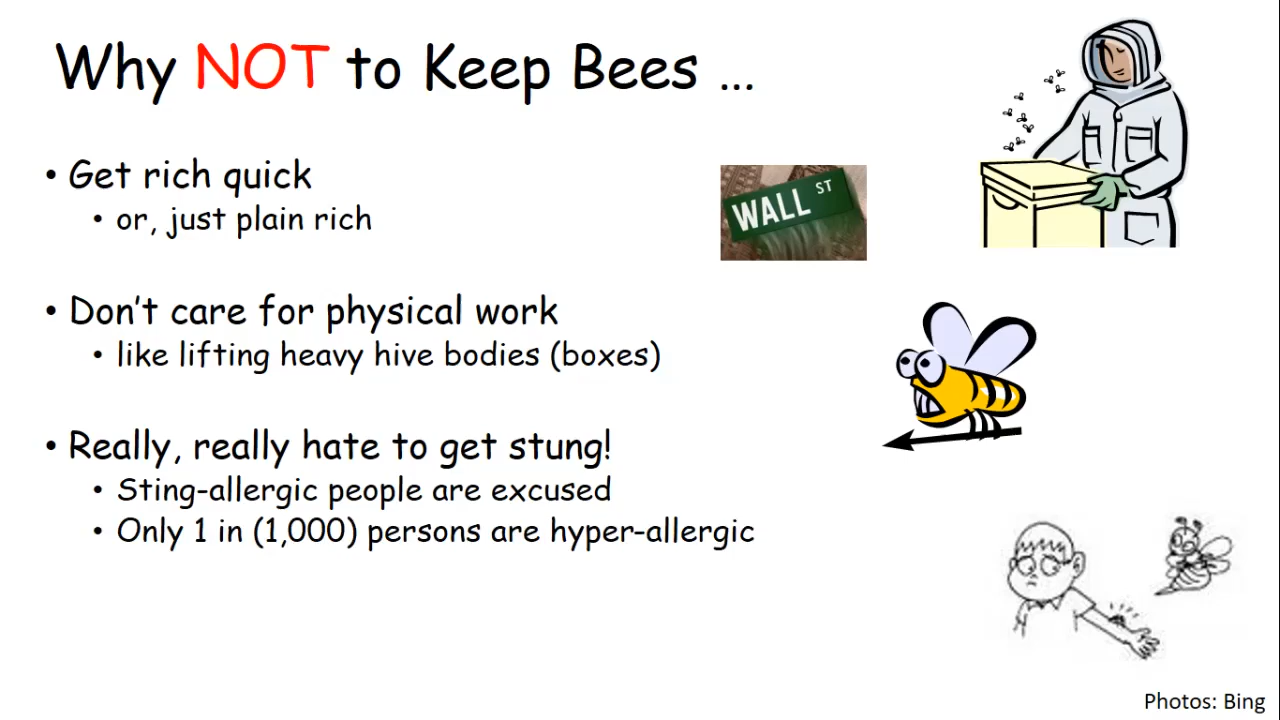 Why NOT to Keep Bees ...
• Get rich quick
• or, just plain rich
WALL ST
• Don't care for physical work
• like lifting heavy hive bodies (boxes)
• Really, really hate to get stung!
• Sting-allergic people are excused
• Only 1 in (1,000) persons are hyper-allergic
Photos: Bing